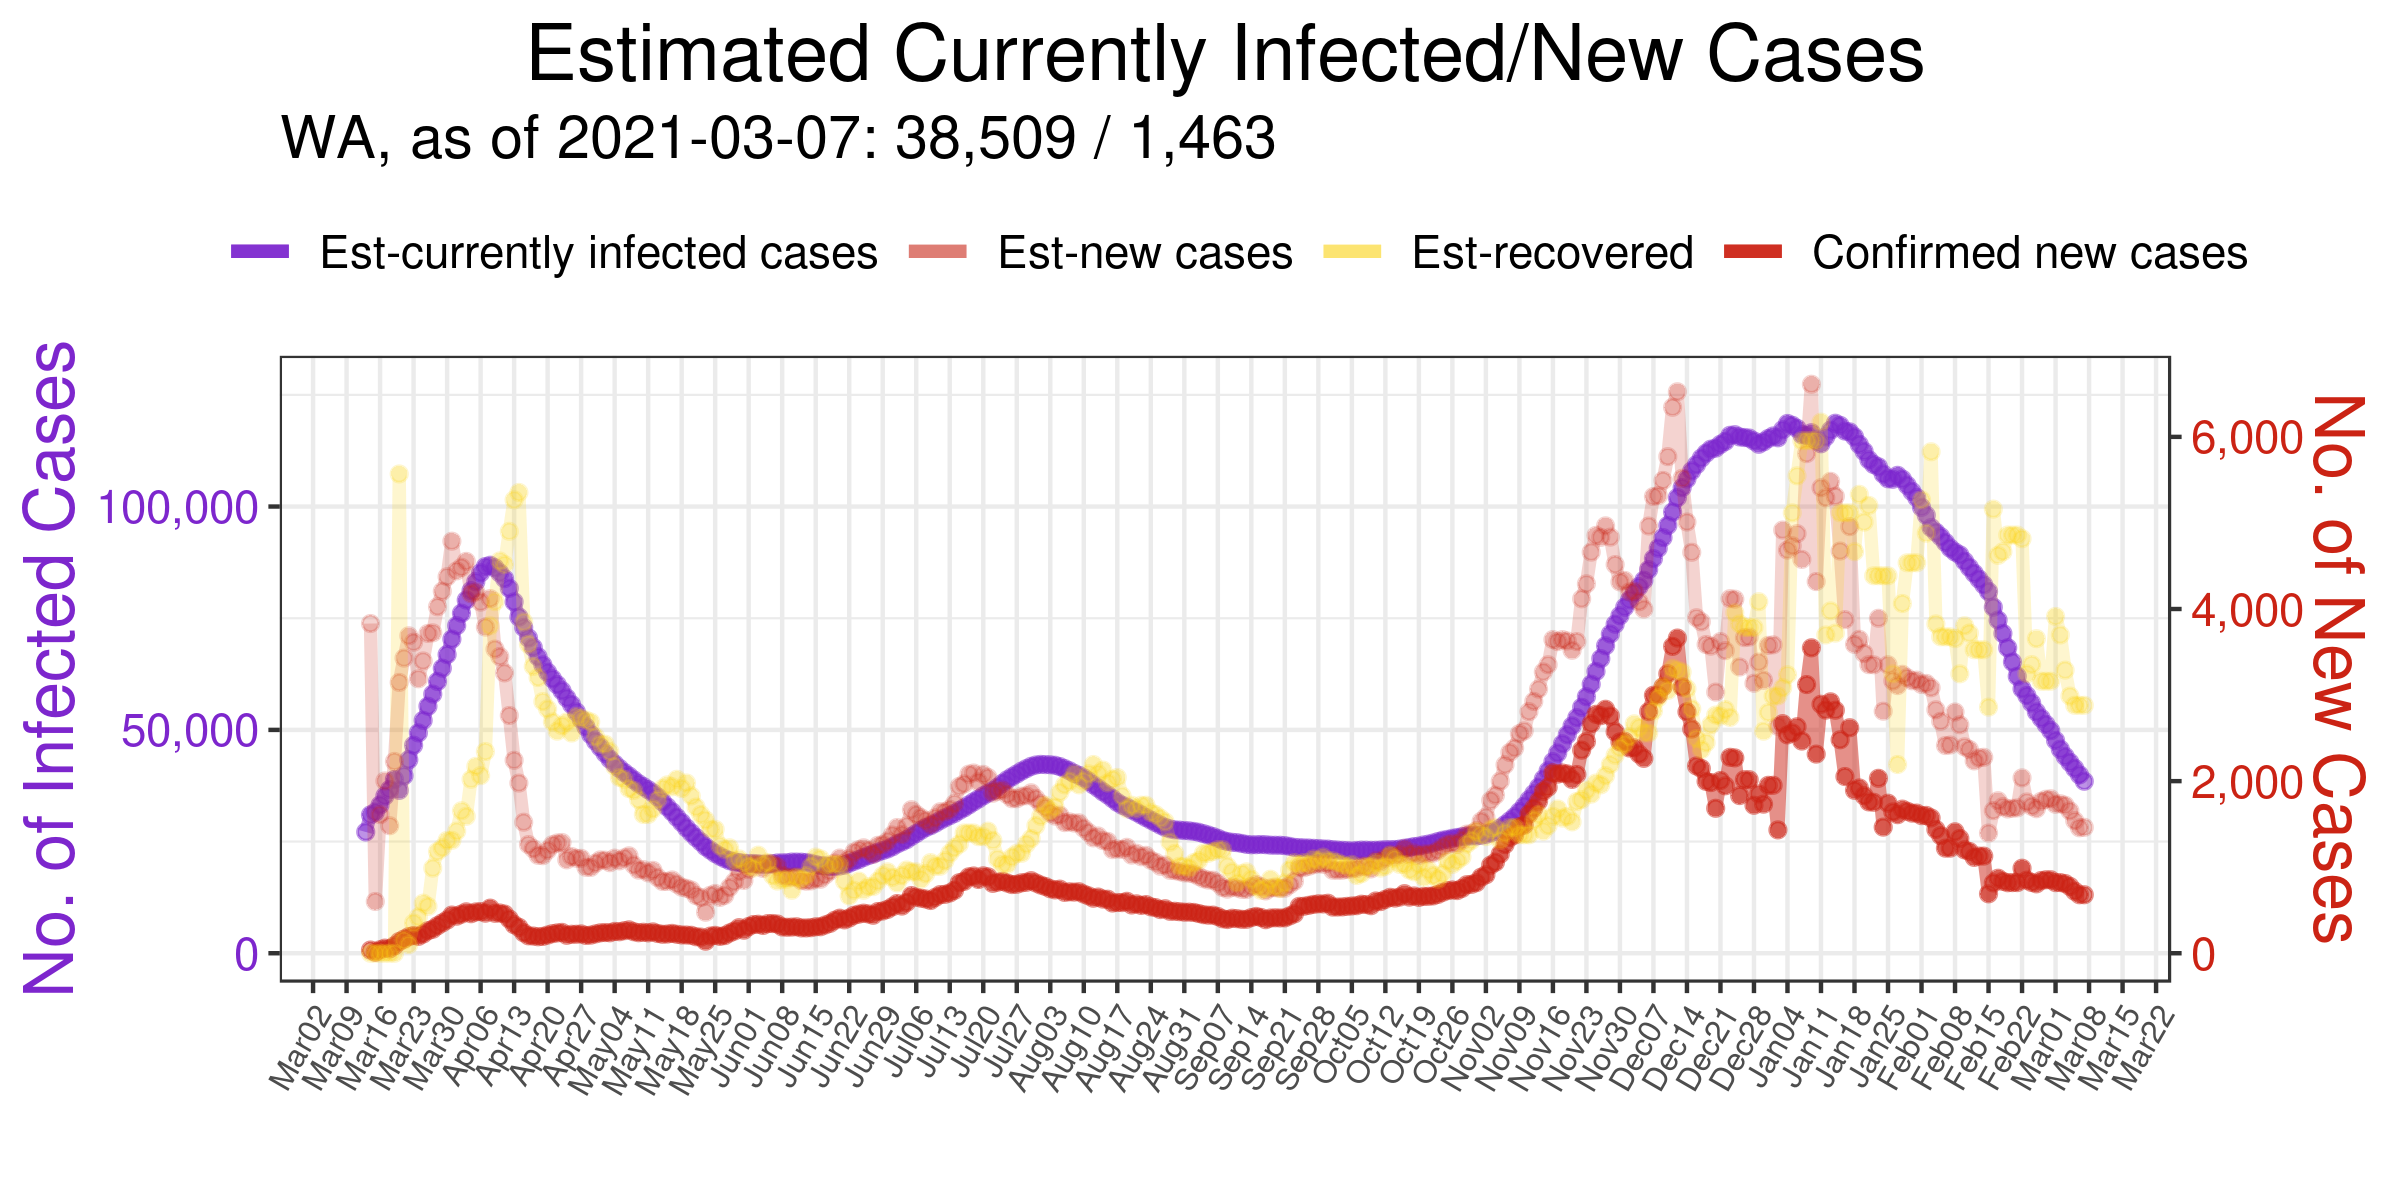 Estimated Currently Infected/New Cases
WA, as of 2021-03-07: 38,509 / 1,463
Est-currently infected cases
Est-new cases
Est-recovered
Confirmed new cases
No. of Infected Cases
100,000
50,000
0
6,000
4,000
2,000
0
No. of New Cases
Mar02
Mar09
Mar16
Mar23
Mar30
Apr06
Apr13
Apr20
Apr27
May04
May11
May18
May25
Jun01
Jun08
Jun15
Jun22
Jun29
Jul06
Jul13
Jul20
Jul27
Aug03
Aug10
Aug17
Aug24
Aug31
Sep07
Sep14
Sep21
Sep28
Oct05
Oct12
Oct19
Oct26
Nov02
Nov09
Nov16
Nov23
Nov30
Dec07
Dec14
Dec21
Dec28
Jan04
Jan11
Jan18
Jan25
Feb01
Feb08
Feb15
Feb22
Mar01
Mar08
Mar15
Mar22